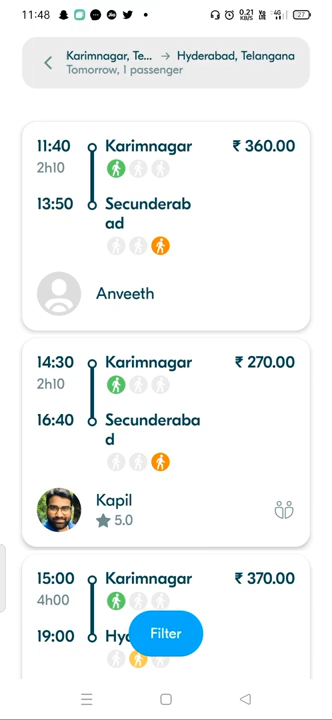 11:48 0.21 KB/S 4G 27
Karimnagar, Te... → Hyderabad, Telangana
Tomorrow, 1 passenger
11:40 Karimnagar ₹ 360.00
2h10
13:50 Secunderab
ad
Anveeth
14:30 Karimnagar ₹ 270.00
2h10
16:40 Secunderaba
d
Kapil
5.0
15:00 Karimnagar ₹ 370.00
4h00
19:00 Hy
Filter